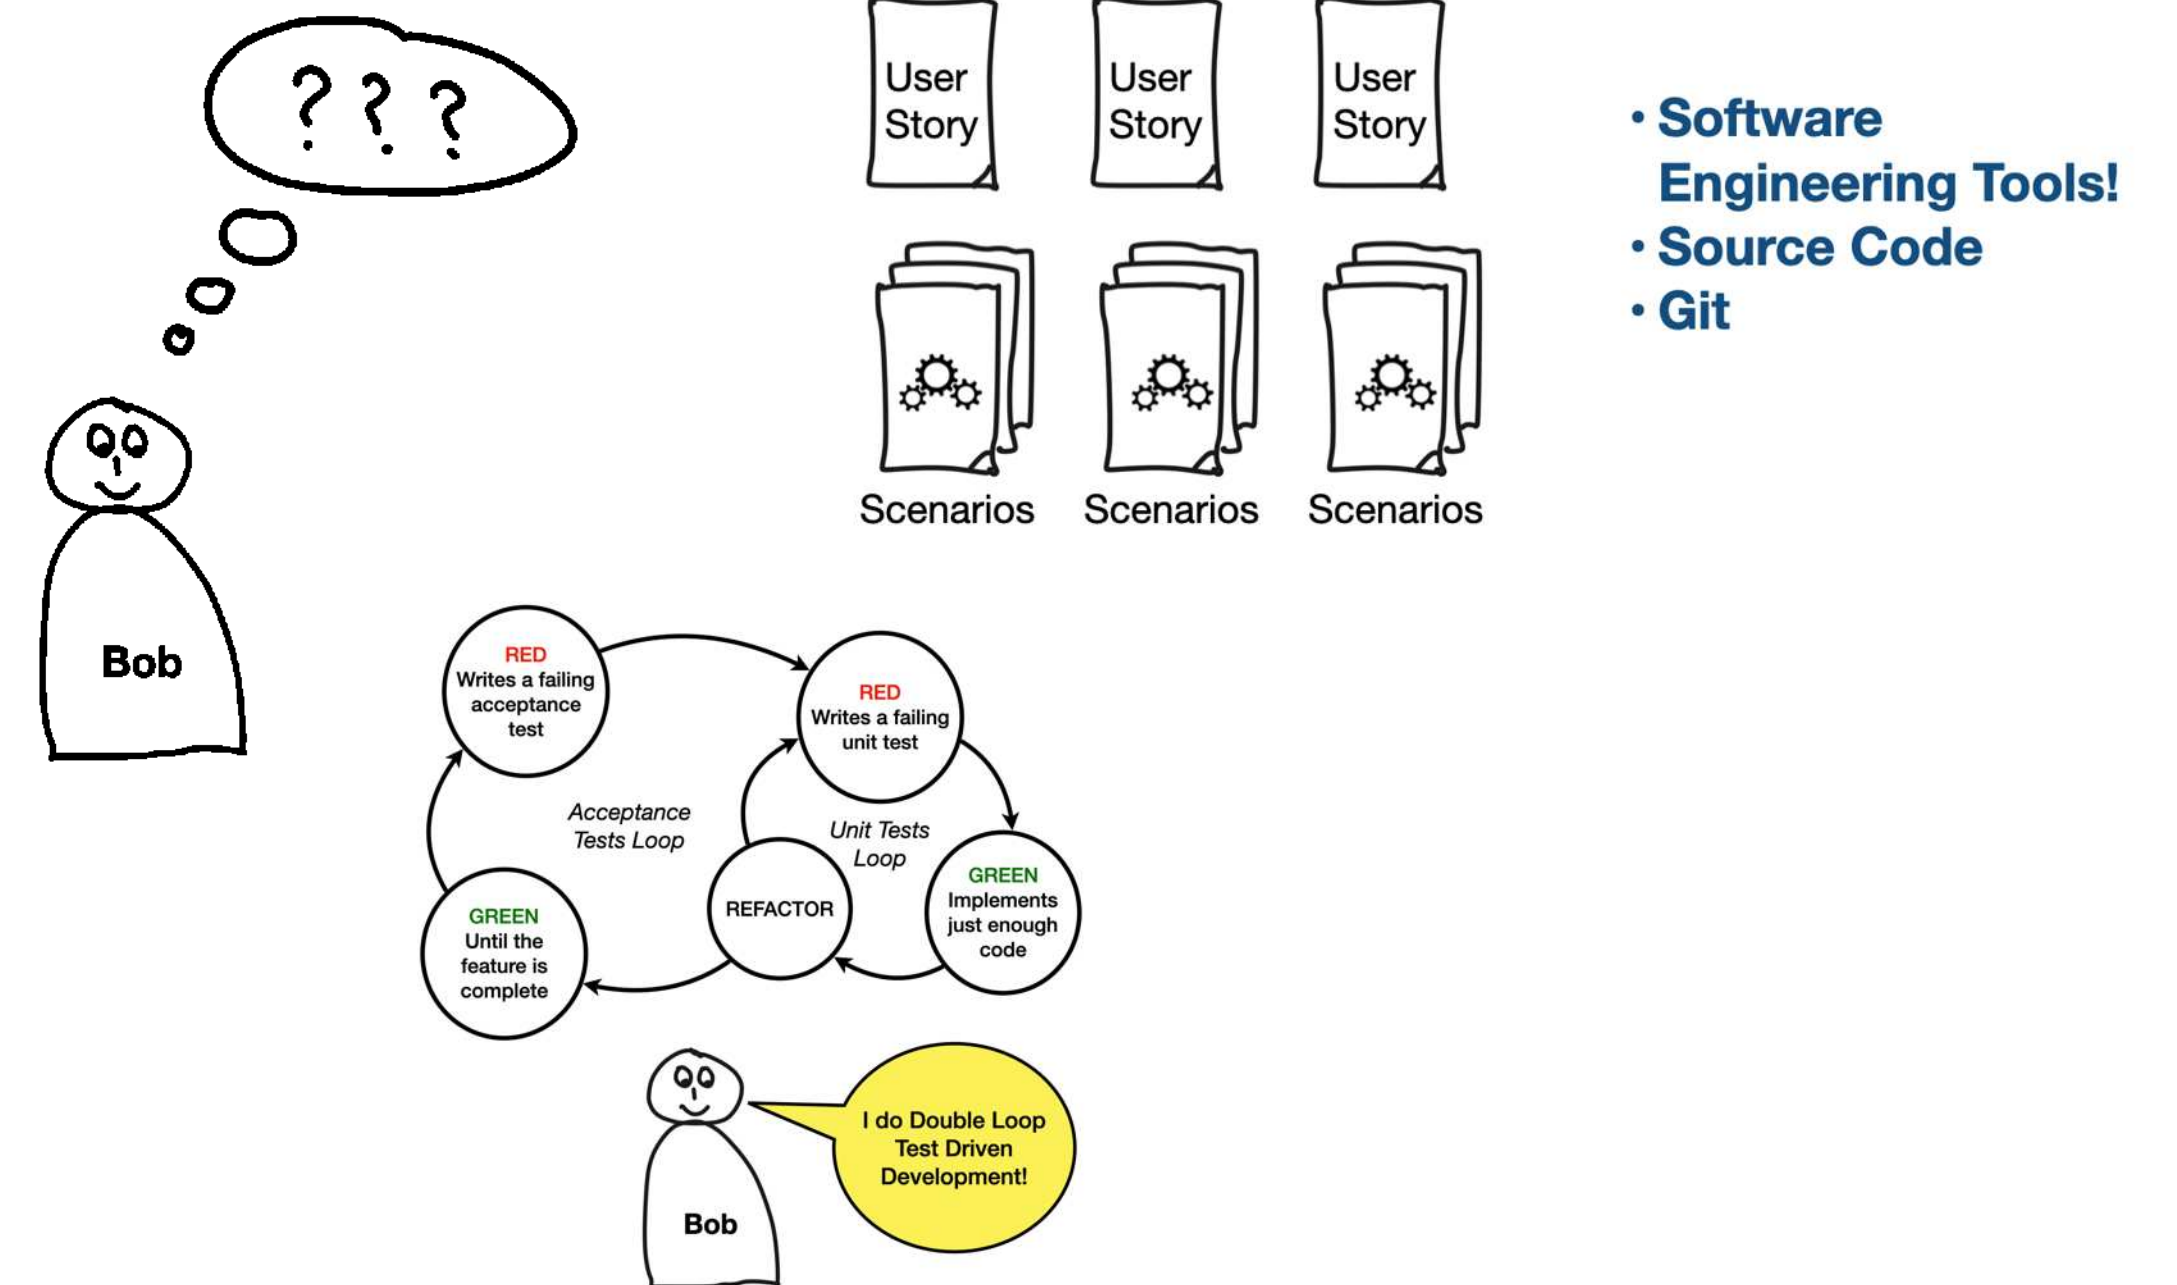 ? ? ?
Bob
User
Story
User
Story
User
Story
Scenarios
Scenarios
Scenarios
• Software
Engineering Tools!
• Source Code
• Git
RED
Writes a failing
acceptance
test
RED
Writes a failing
unit test
Acceptance
Tests Loop
Unit Tests
Loop
GREEN
Implements
just enough
code
REFACTOR
GREEN
Until the
feature is
complete
I do Double Loop
Test Driven
Development!
Bob